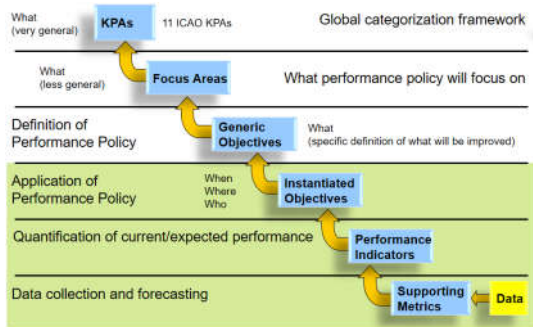 What
(very general)
KPAs
11 ICAO KPAs
Global categorization framework
What
(less general)
Focus Areas
What performance policy will focus on
Definition of
Performance Policy
Generic
Objectives
What
(specific definition of what will be improved)
Application of
Performance Policy
When
Where
Who
Instantiated
Objectives
Quantification of current/expected performance
Performance
Indicators
Data collection and forecasting
Supporting
Metrics
Data